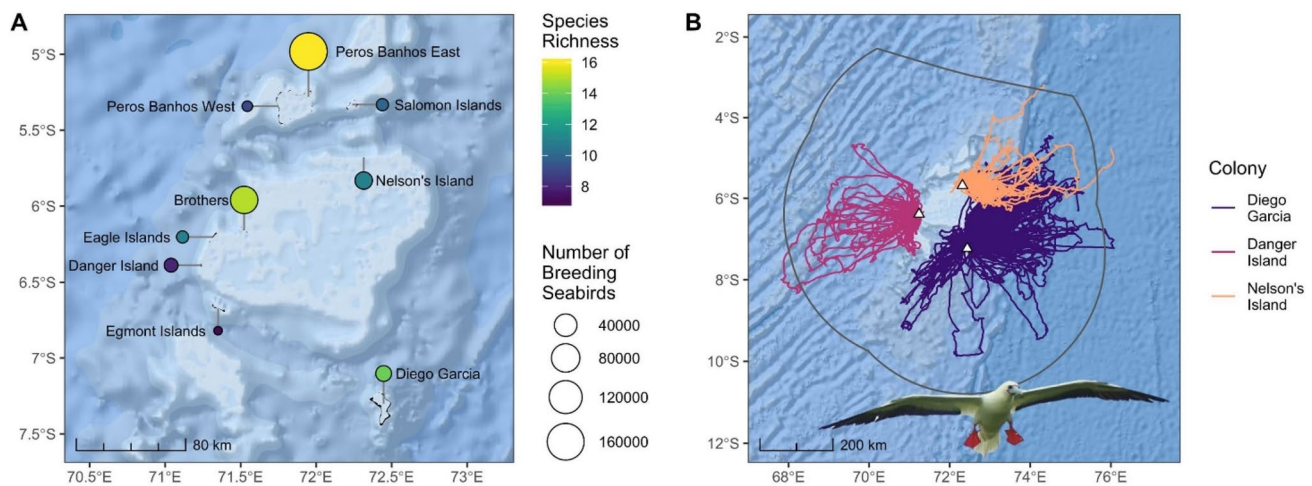 A
5°S
5.5°S
6°S
6.5°S
7°S
7.5°S
Peros Banhos East
Peros Banhos West
Salomon Islands
Nelson's Island
Brothers
Eagle Islands
Danger Island
Egmont Islands
Diego Garcia
80 km
70.5°E
71°E
71.5°E
72°E
72.5°E
73°E
Species
Richness
16
14
12
10
8
Number of
Breeding
Seabirds
40000
80000
120000
160000
B
2°S
4°S
6°S
8°S
10°S
12°S
200 km
68°E
70°E
72°E
74°E
76°E
Colony
Diego
Garcia
Danger
Island
Nelson's
Island